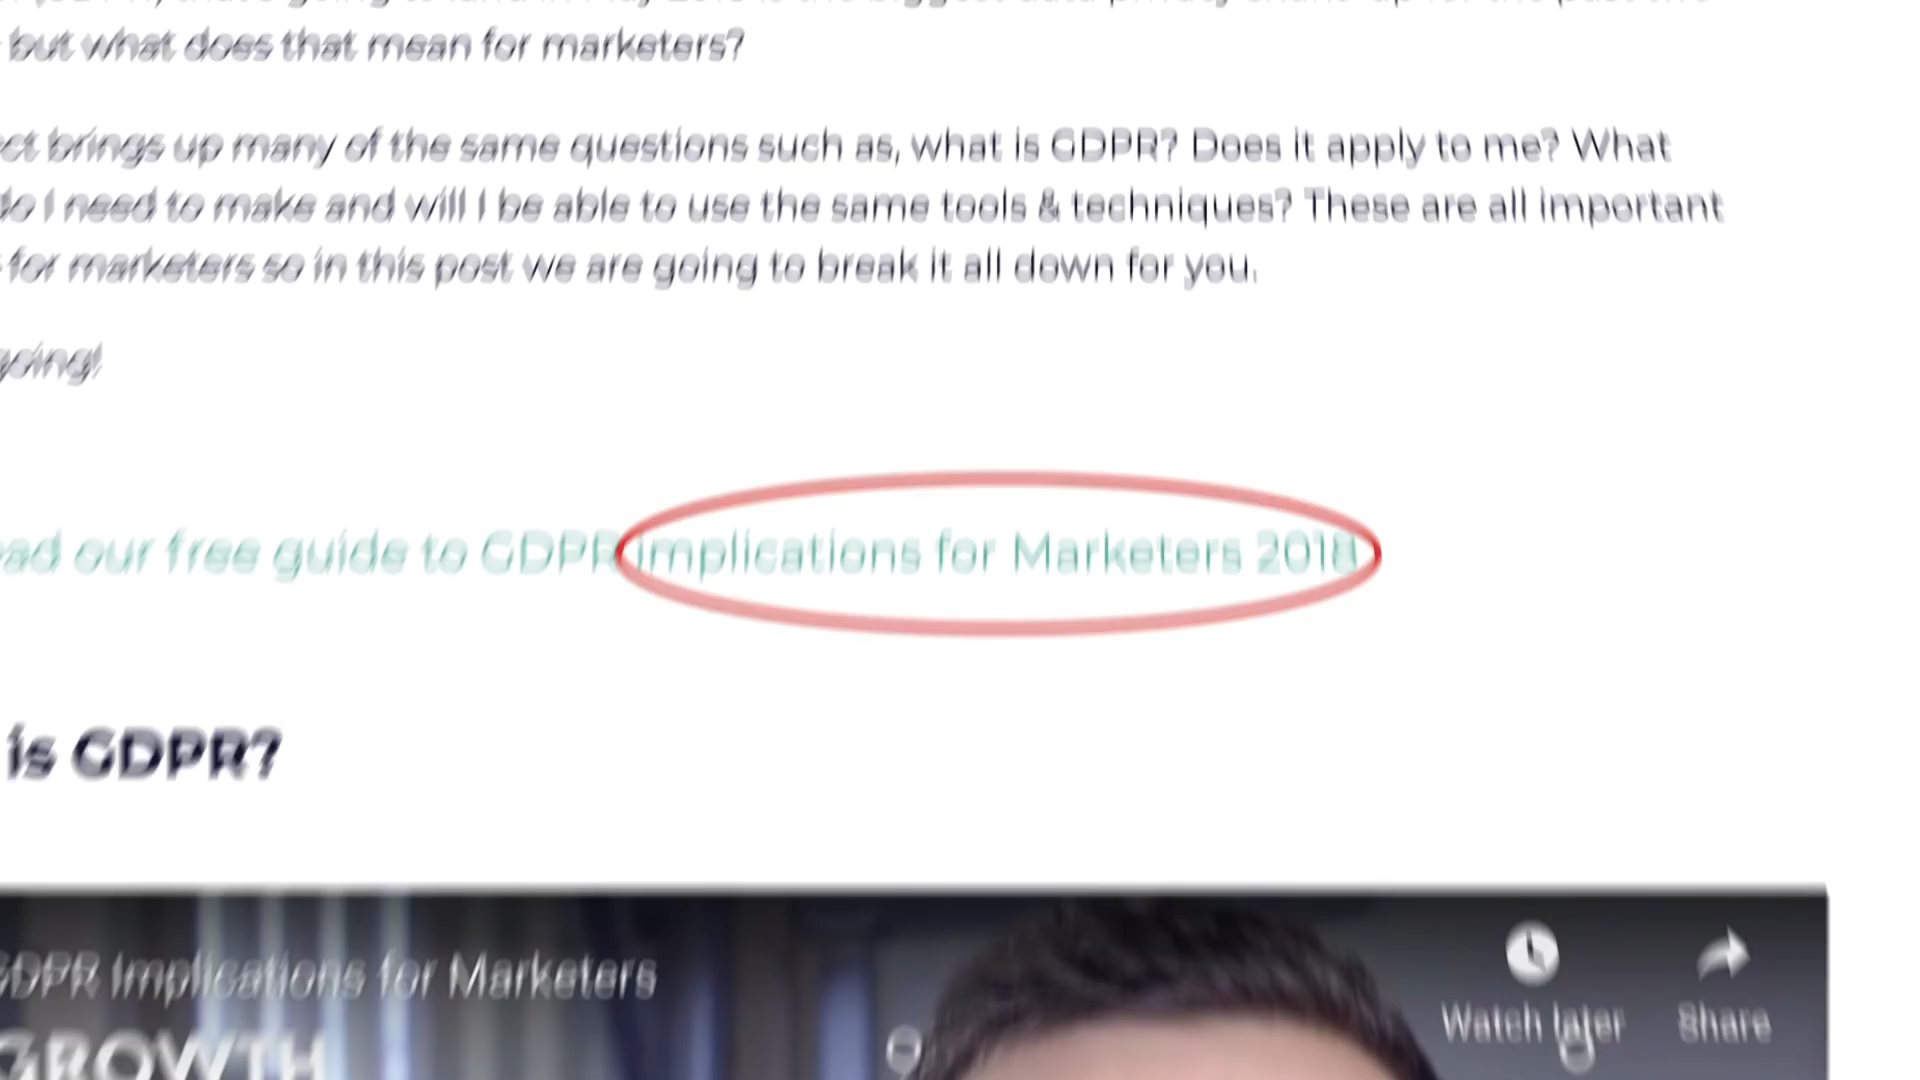 but what does that mean for marketers?
brings up many of the same questions such as, what is GDPR? Does it apply to me? What
I need to make and will I be able to use the same tools & techniques? These are all important
for marketers so in this post we are going to break it all down for you.
going!
our free guide to GDPR Implications for Marketers 2018
is GDPR?
GDPR Implications for Marketers
Watch later
Share
GROWTH